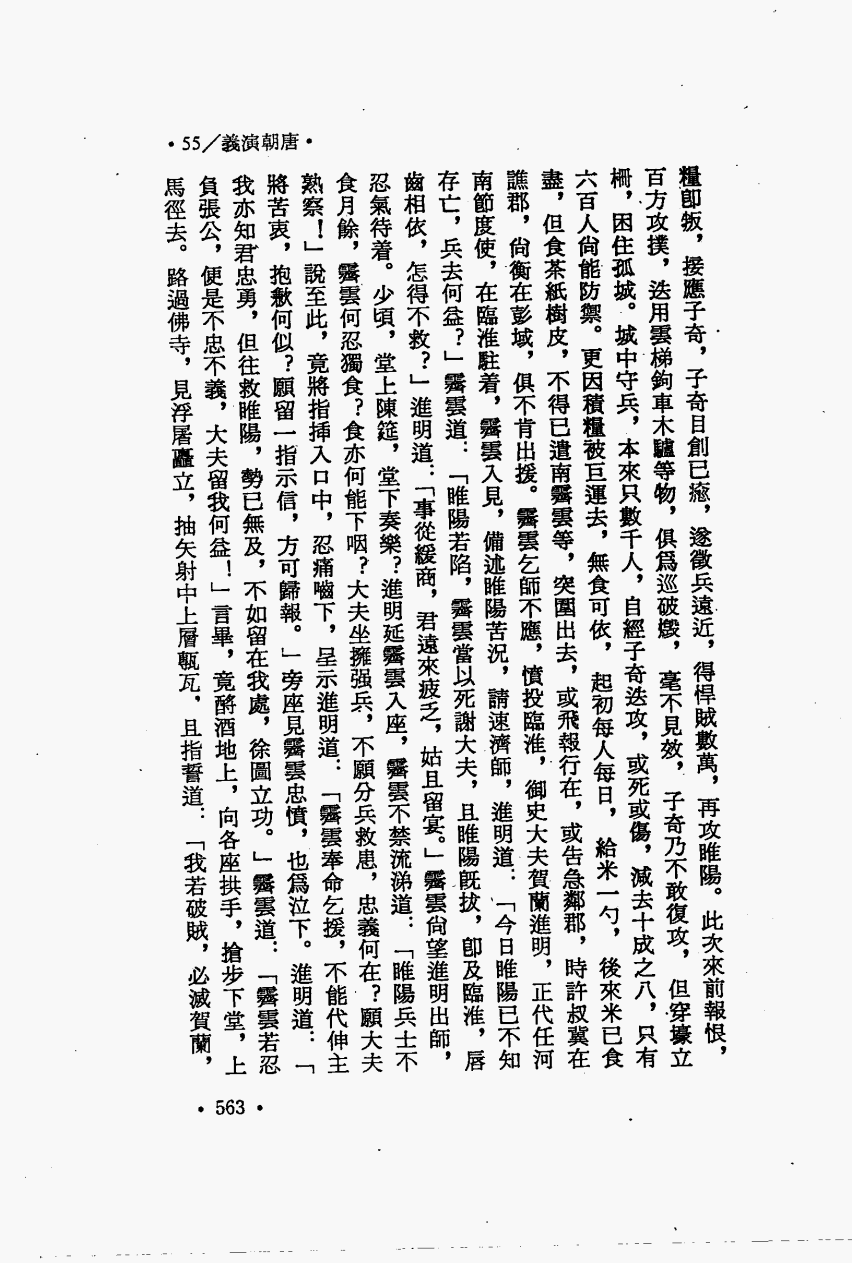 ·55/義演朝唐·
糧卽叛，接應子奇，子奇目創已癒，遂徵兵遠近，得悍賊數萬，再攻睢陽。此次來前報恨，
百方攻撲，迭用雲梯鉤車木驢等物，俱爲巡破燬，毫不見效，子奇乃不敢復攻，但穿壕立
柵，困住孤城。城中守兵，本來只數千人，自經子奇迭攻，或死或傷，減去十成之八，只有
六百人尙能防禦。更因積糧被巨運去，無食可依，起初每人每日，給米一勺，後來米已食
盡，但食茶紙樹皮，不得已遣南霽雲等，突圍出去，或飛報行在，或告急鄰郡，時許叔冀在
譙郡，尙衡在彭城，俱不肯出援。霽雲乞師不應，憤投臨淮，御史大夫賀蘭進明，正代任河
南節度使，在臨淮駐着，霽雲入見，備述睢陽苦況，請速濟師，進明道：「今日睢陽已不知
存亡，兵去何益？」霽雲道：「睢陽若陷，霽雲當以死謝大夫，且睢陽旣拔，卽及臨淮，唇
齒相依，怎得不救？」進明道：「事從緩商，君遠來疲乏，姑且留宴。」霽雲尙望進明出師，
忍氣待着。少頃，堂上陳筵，堂下奏樂？進明延霽雲入座，霽雲不禁流涕道：「睢陽兵士不
食月餘，霽雲何忍獨食？食亦何能下咽？大夫坐擁强兵，不願分兵救患，忠義何在？願大夫
熟察！」說至此，竟將指揷入口中，忍痛嚙下，呈示進明道：「霽雲奉命乞援，不能代伸主
將苦衷，抱歉何似？願留一指示信，方可歸報。」旁座見霽雲忠憤，也爲泣下。進明道：「
我亦知君忠勇，但往救睢陽，勢已無及，不如留在我處，徐圖立功。」霽雲道：「霽雲若忍
負張公，便是不忠不義，大夫留我何益！」言畢，竟酹酒地上，向各座拱手，搶步下堂，上
馬徑去。路過佛寺，見浮屠矗立，抽矢射中上層甎瓦，且指誓道：「我若破賊，必滅賀蘭，
·563·